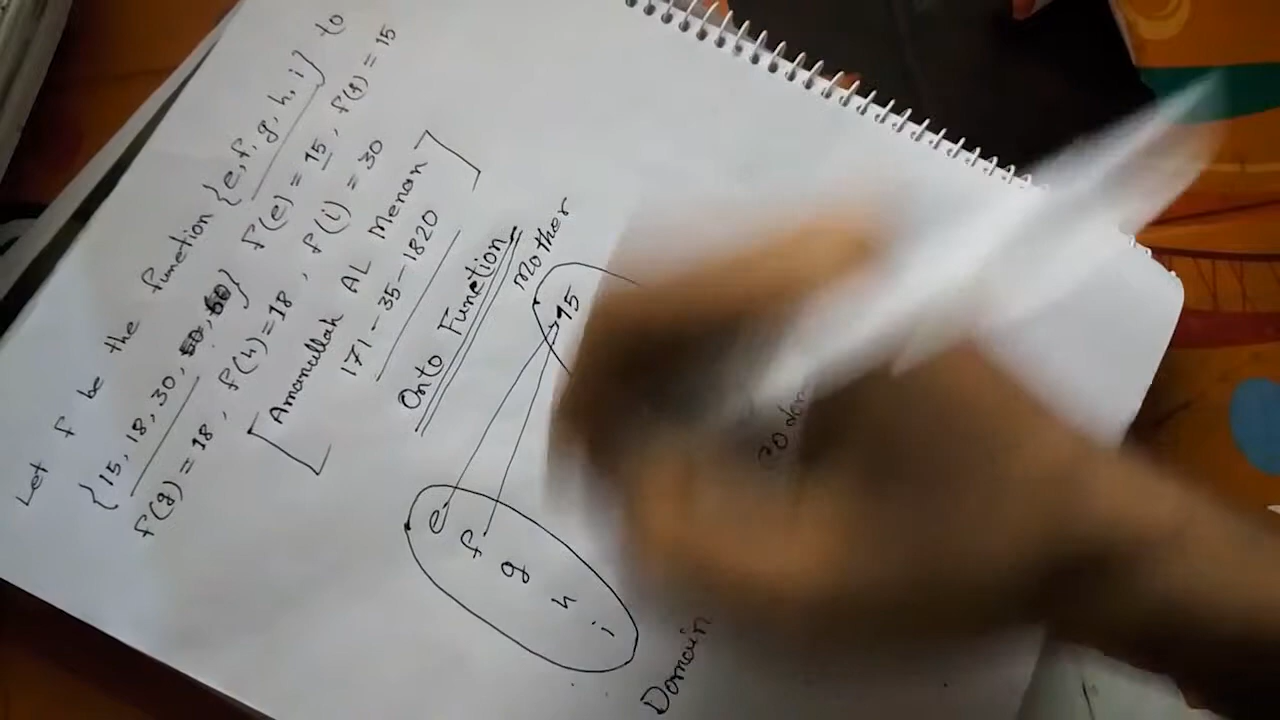 Let f be the function {e, f, g, h, i} to
{15, 18, 30, 50, 60} f(e) = 15, f(f) = 15
f(g) = 18, f(h) = 18, f(i) = 30
[Amanullah AL Menon]
171-35-1820
Onto Function
Mother
15
e
f
g
h
i
Domain